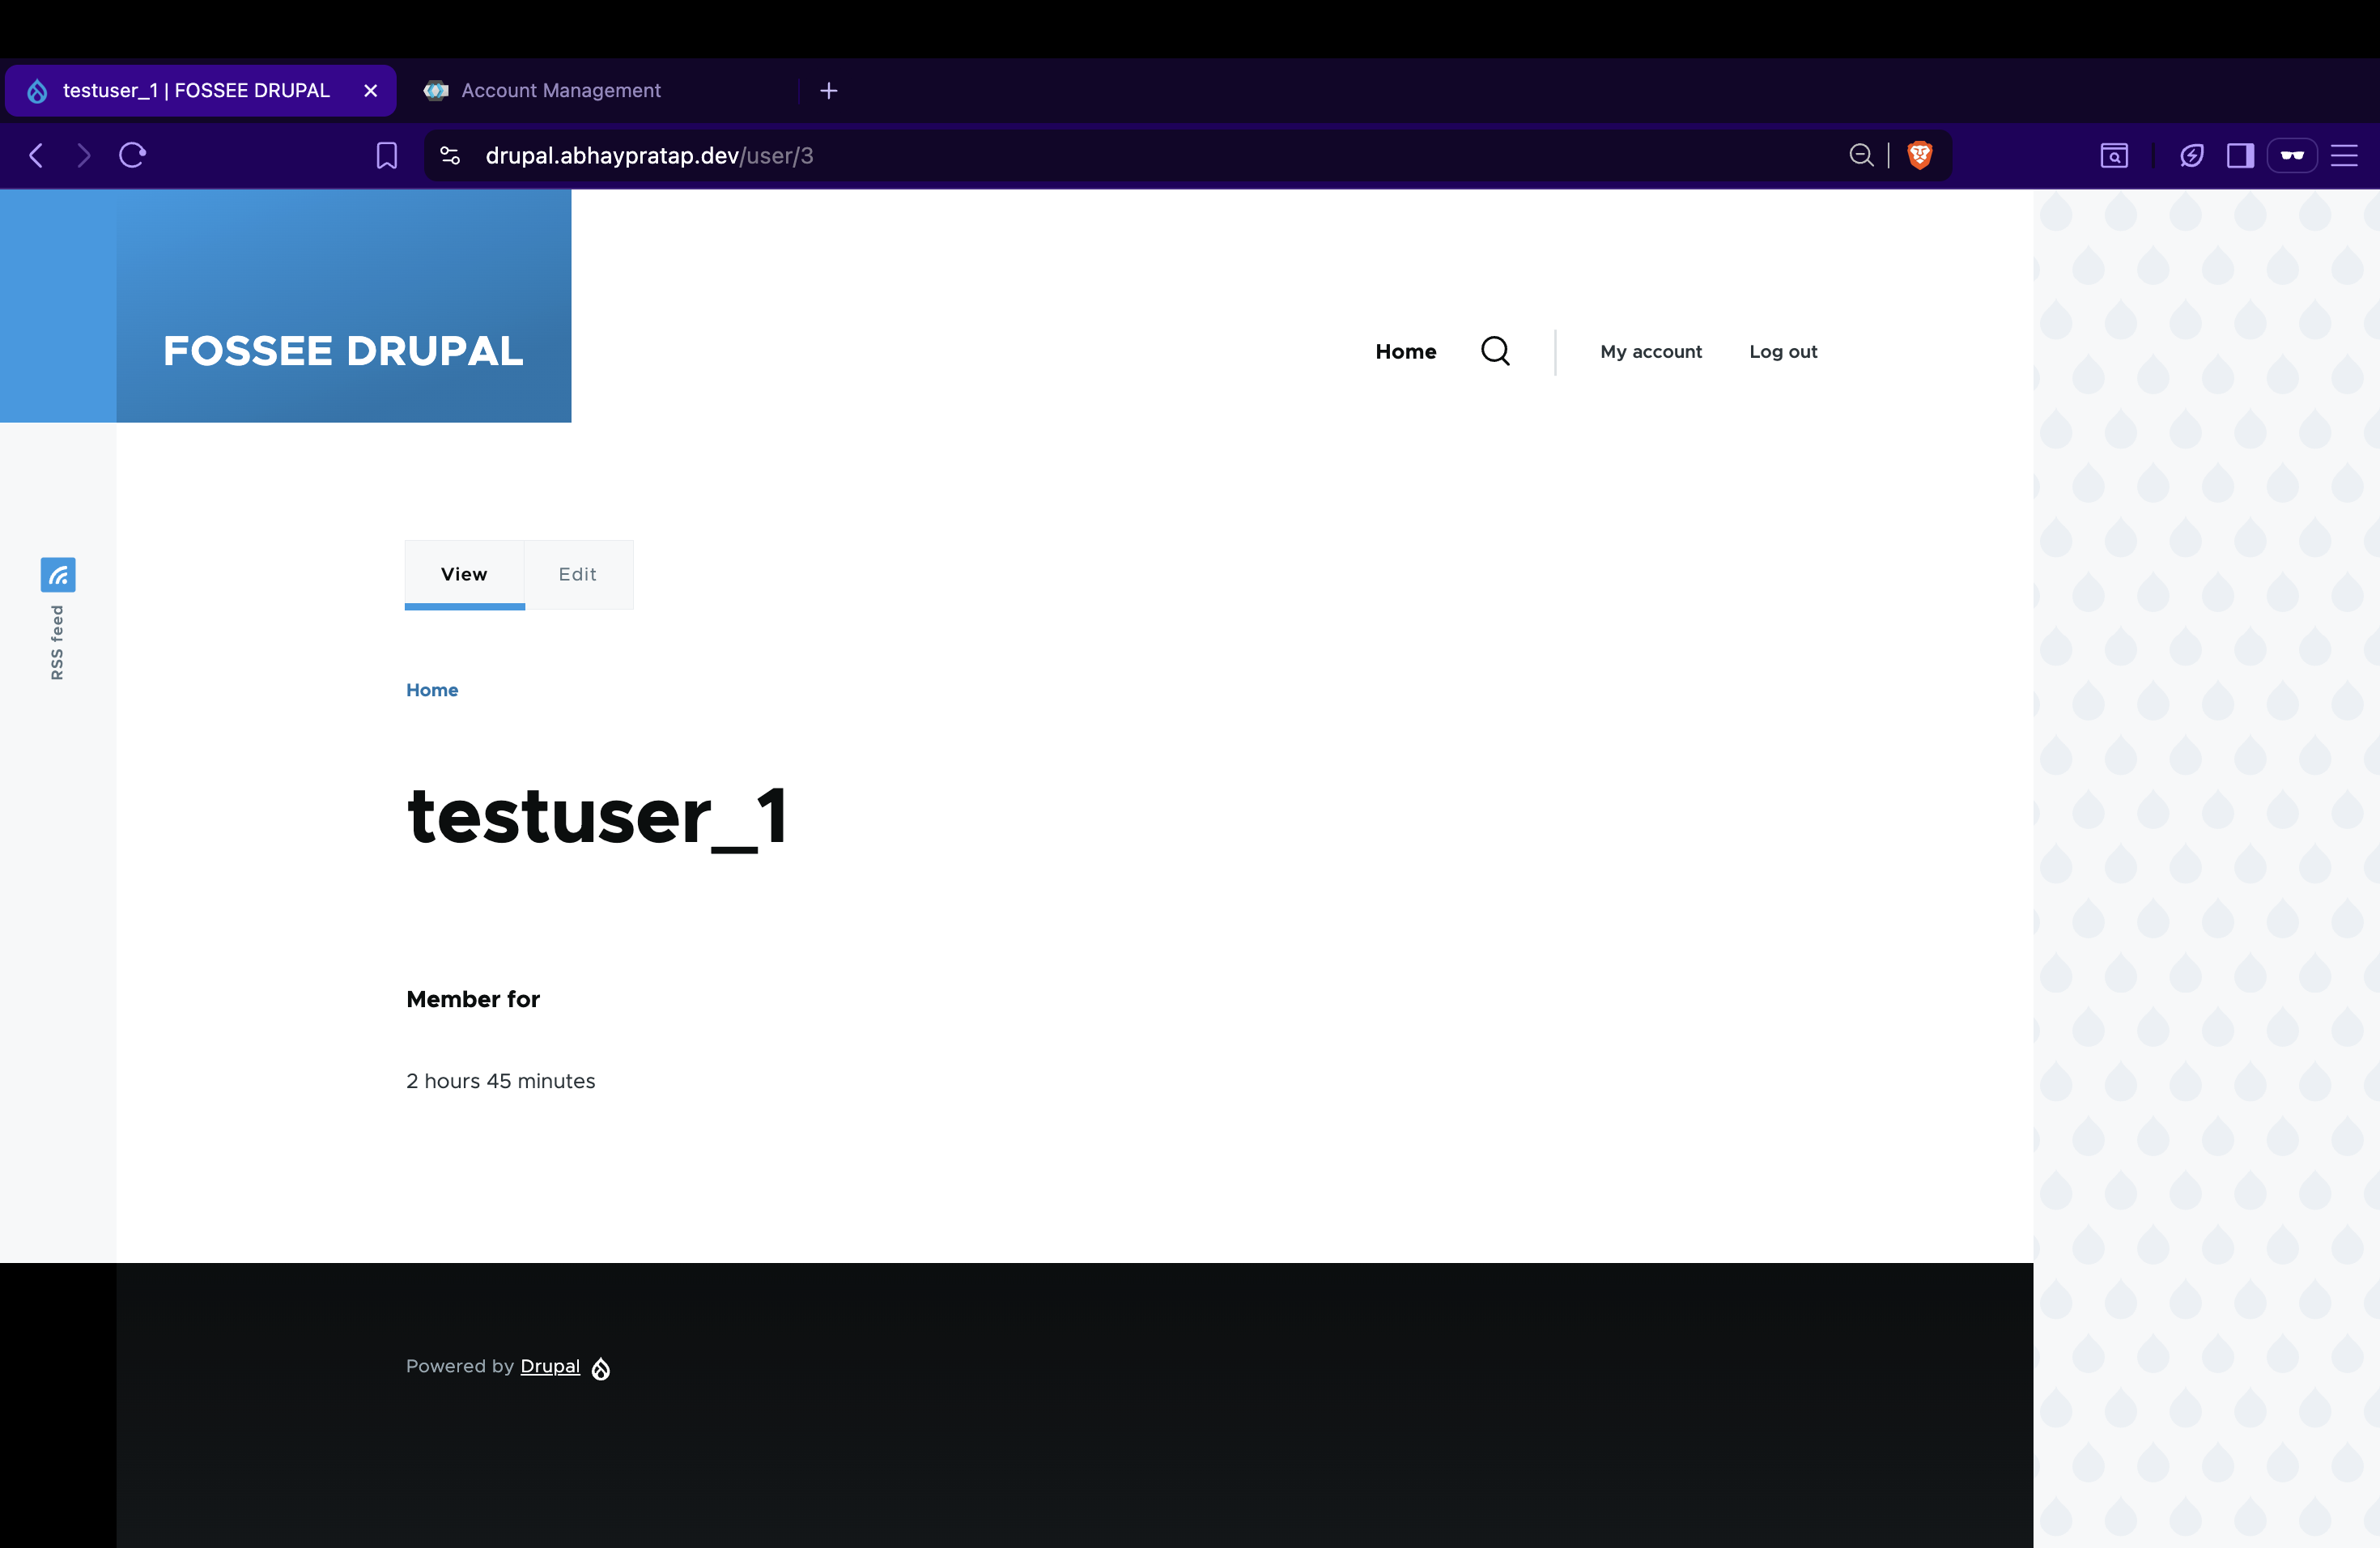 testuser_1 | FOSSEE DRUPAL
Account Management
drupal.abhaypratap.dev/user/3
FOSSEE DRUPAL
Home
My account
Log out
RSS feed
View
Edit
Home
testuser_1
Member for
2 hours 45 minutes
Powered by Drupal